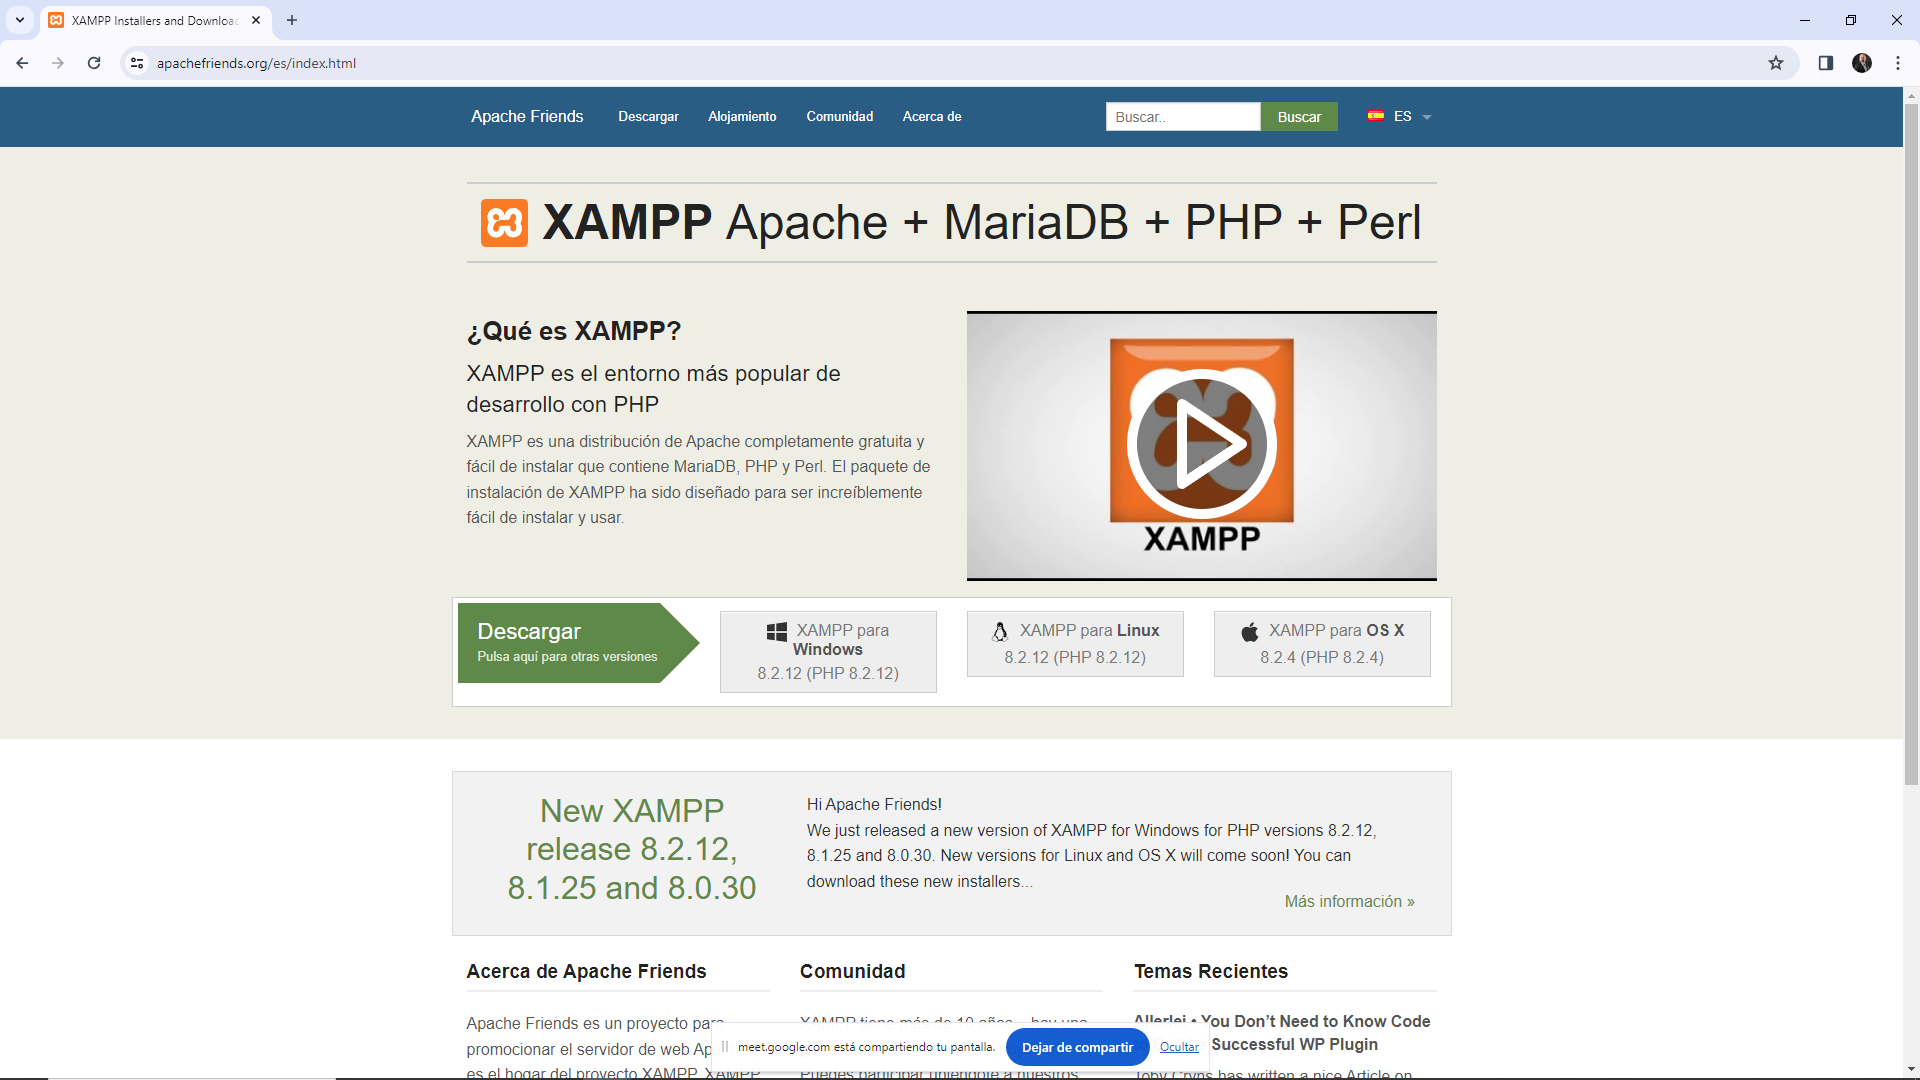 XAMPP Installers and Downloa
apachefriends.org/es/index.html
Apache Friends
Descargar
Alojamiento
Comunidad
Acerca de
Buscar..
Buscar
ES
XAMPP Apache + MariaDB + PHP + Perl
¿Qué es XAMPP?
XAMPP es el entorno más popular de
desarrollo con PHP
XAMPP es una distribución de Apache completamente gratuita y
fácil de instalar que contiene MariaDB, PHP y Perl. El paquete de
instalación de XAMPP ha sido diseñado para ser increíblemente
fácil de instalar y usar.
XAMPP
Descargar
Pulsa aquí para otras versiones
XAMPP para
Windows
8.2.12 (PHP 8.2.12)
XAMPP para Linux
8.2.12 (PHP 8.2.12)
XAMPP para OS X
8.2.4 (PHP 8.2.4)
New XAMPP
release 8.2.12,
8.1.25 and 8.0.30
Hi Apache Friends!
We just released a new version of XAMPP for Windows for PHP versions 8.2.12,
8.1.25 and 8.0.30. New versions for Linux and OS X will come soon! You can
download these new installers...
Más información »
Acerca de Apache Friends
Apache Friends es un proyecto para
promocionar el servidor de web Ap
es el hogar del proyecto XAMPP. XAMPP
Comunidad
XAMPP tiene más de 10 años – hay una
Puedes participar uniéndote a nuestros
Temas Recientes
Allerlei • You Don't Need to Know Code
Successful WP Plugin
Toby Cryns has written a nice Article on
meet.google.com está compartiendo tu pantalla.
Dejar de compartir
Ocultar